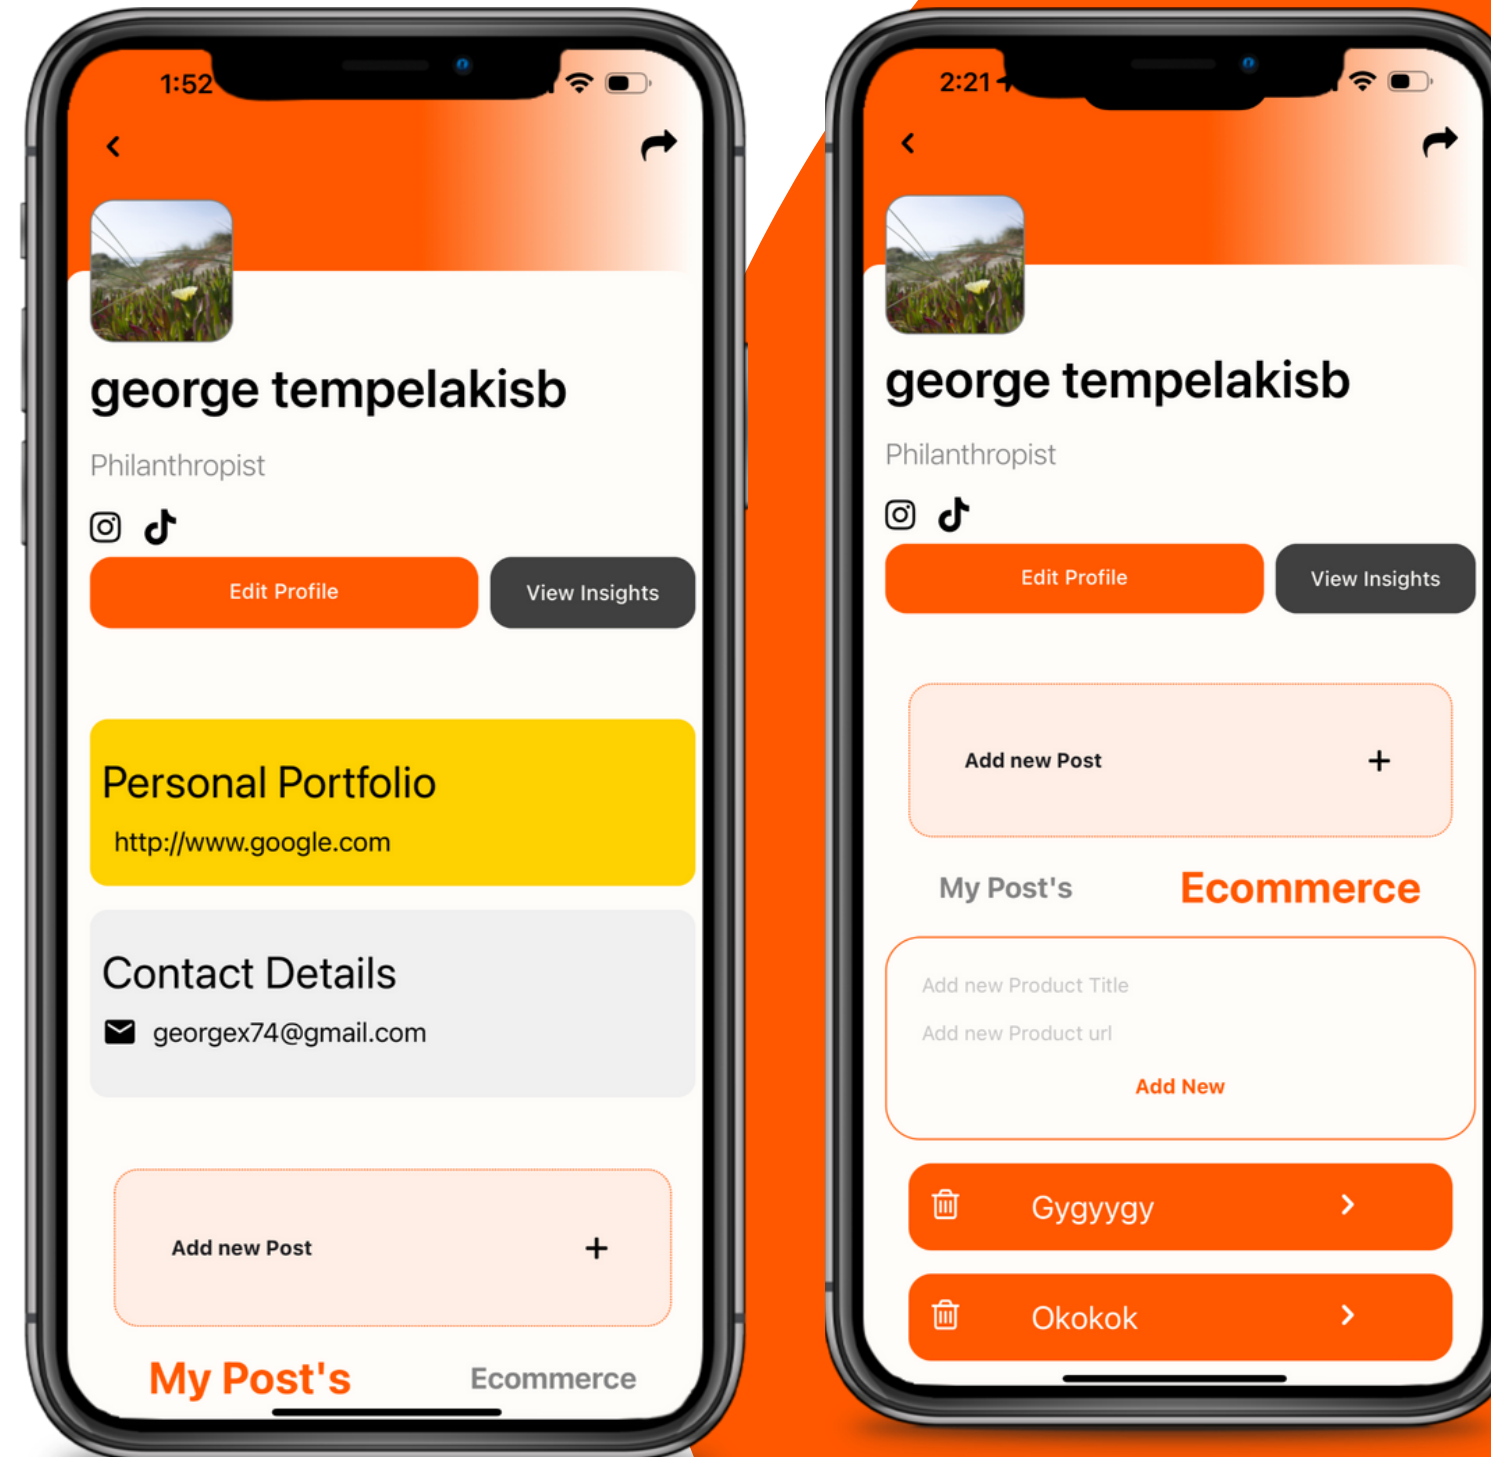 1:52
george tempelakisb
Philanthropist
Edit Profile
View Insights
Personal Portfolio
http://www.google.com
Contact Details
georgex74@gmail.com
Add new Post
My Post's
Ecommerce
2:21
george tempelakisb
Philanthropist
Edit Profile
View Insights
Add new Post
My Post's
Ecommerce
Add new Product Title
Add new Product url
Add New
Gygyygy
Okokok